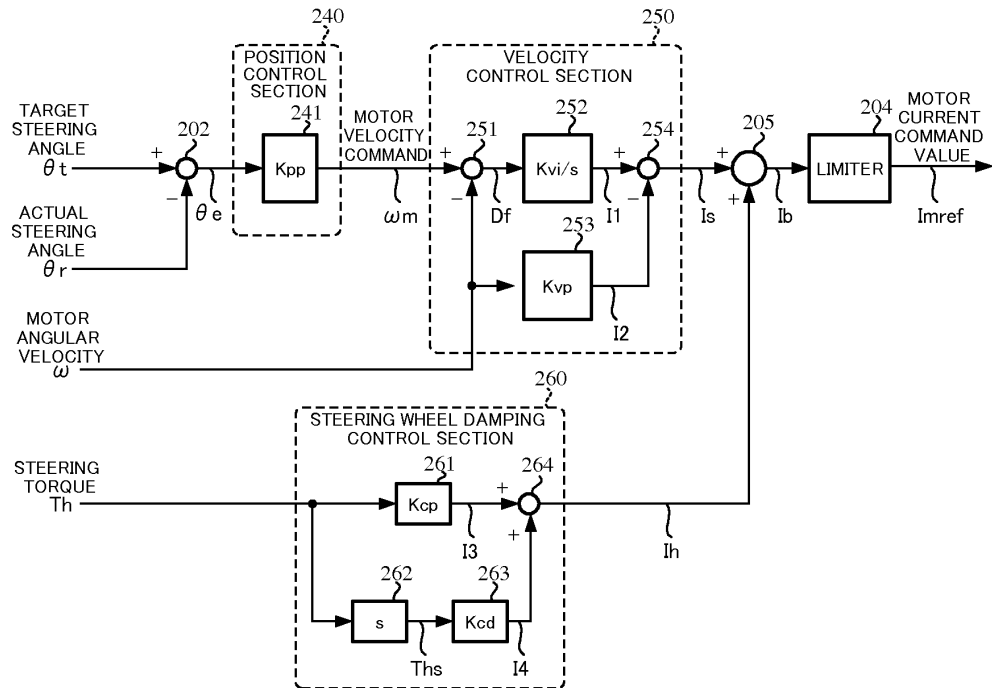 240
POSITION
CONTROL
SECTION
241
Kpp
250
VELOCITY
CONTROL SECTION
TARGET
STEERING
ANGLE
θt
+
202
−
θe
ACTUAL
STEERING
ANGLE
θr
MOTOR
VELOCITY
COMMAND
ωm
+
251
−
Df
252
Kvi/s
I1
+
254
−
253
Kvp
I2
Is
+
205
+
Ib
204
LIMITER
MOTOR
CURRENT
COMMAND
VALUE
Imref
MOTOR
ANGULAR
VELOCITY
ω
260
STEERING WHEEL DAMPING
CONTROL SECTION
STEERING
TORQUE
Th
261
Kcp
I3
+
264
+
Ih
262
s
Ths
263
Kcd
I4